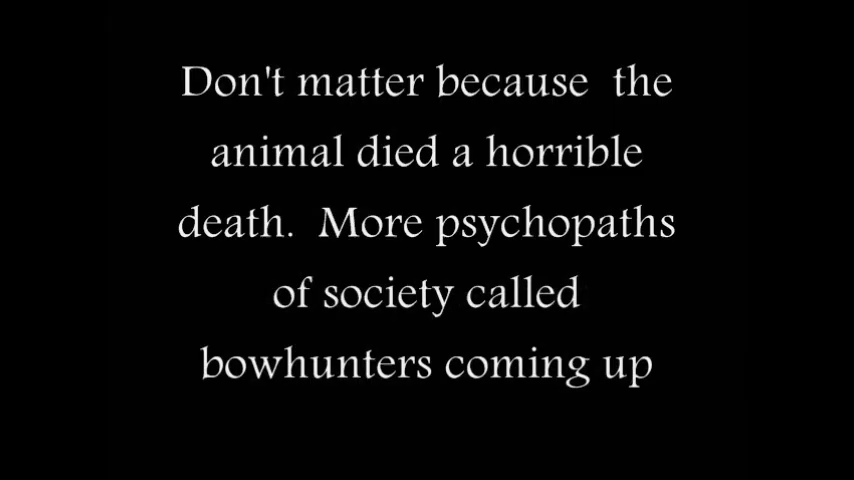 Don't matter because  the
animal died a horrible
death.  More psychopaths
of society called
bowhunters coming up